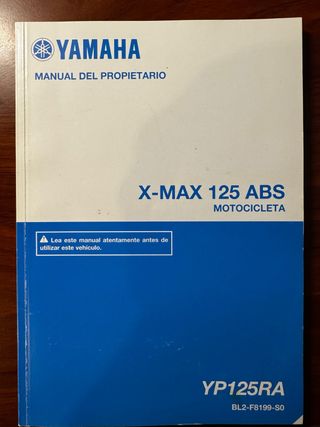 YAMAHA
MANUAL DEL PROPIETARIO
X-MAX 125 ABS
MOTOCICLETA
Lea este manual atentamente antes de
utilizar este vehículo.
YP125RA
BL2-F8199-S0